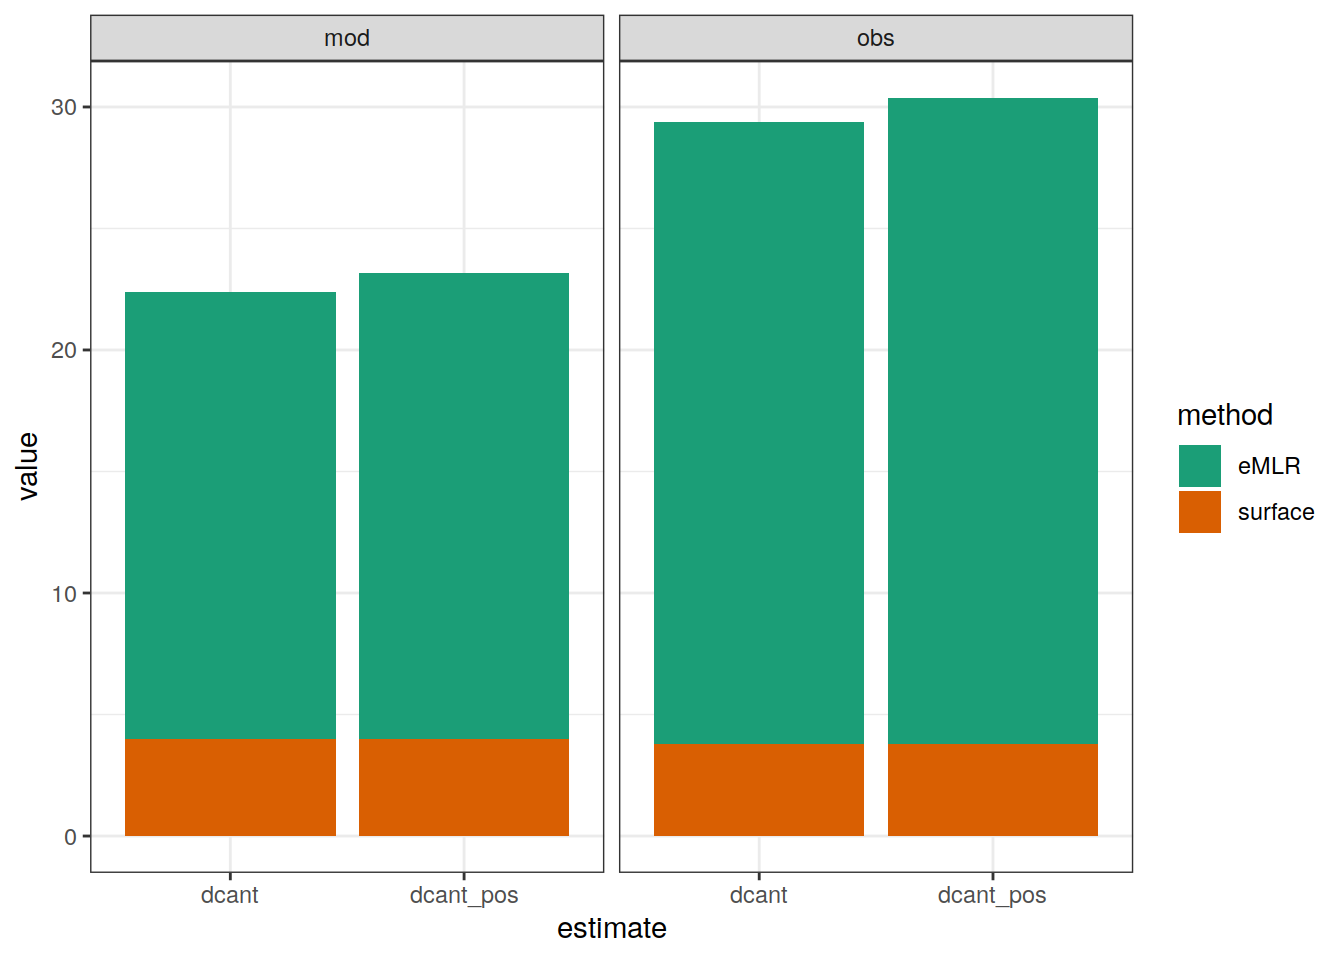 mod
obs
30
20
10
0
value
dcant
dcant_pos
dcant
dcant_pos
estimate
method
eMLR
surface